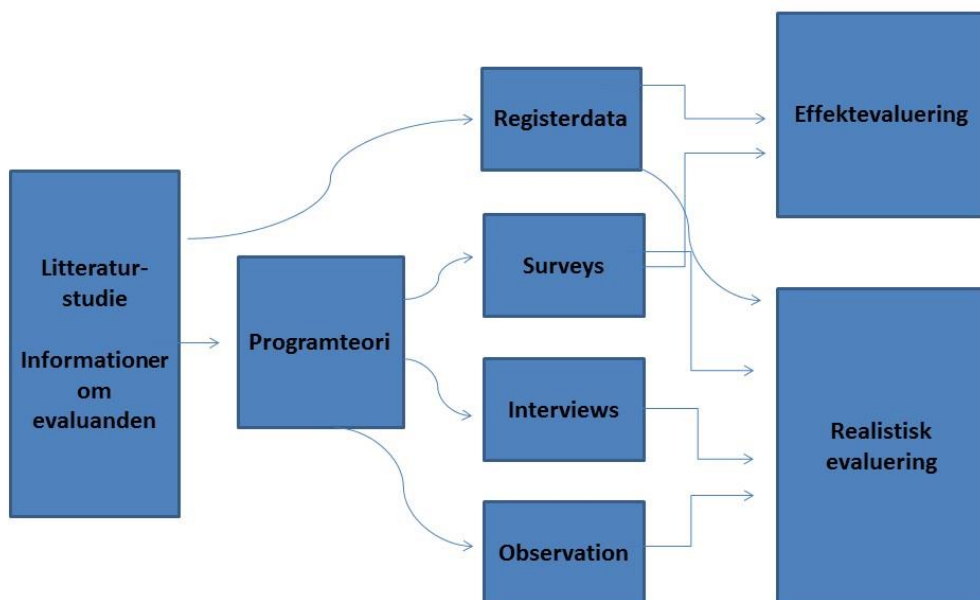 Litteratur-
studie
Informationer
om
evaluanden
Programteori
Registerdata
Surveys
Interviews
Observation
Effektevaluering
Realistisk
evaluering